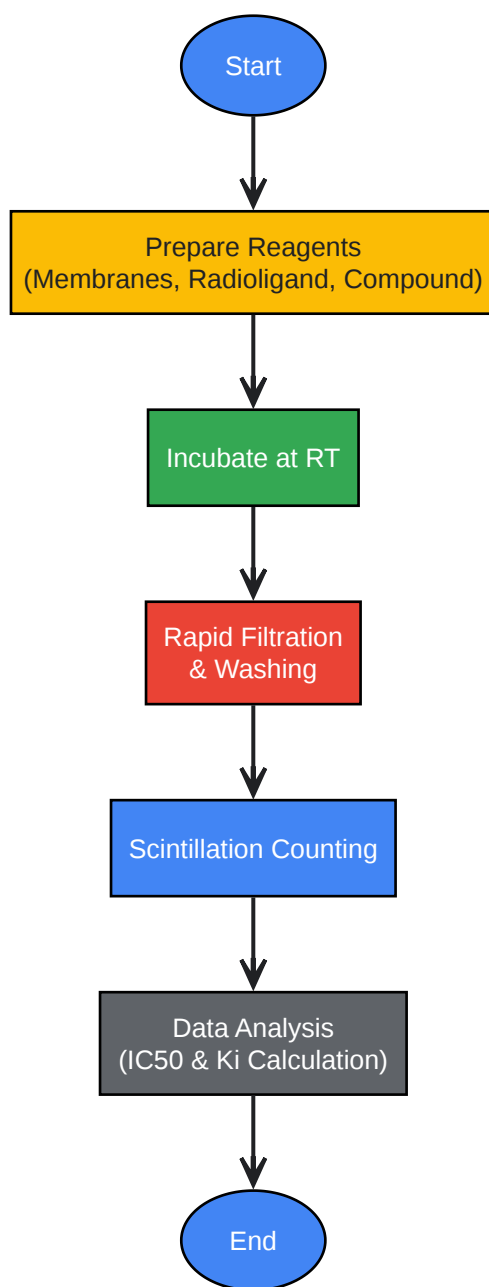 Start
Prepare Reagents
(Membranes, Radioligand, Compound)
Incubate at RT
Rapid Filtration
& Washing
Scintillation Counting
Data Analysis
(IC50 & Ki Calculation)
End